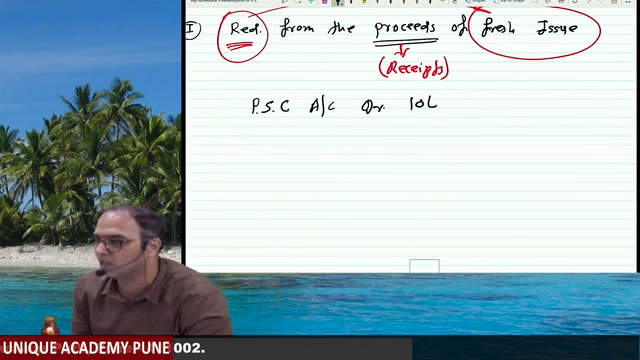 I) Red. from the proceeds of fresh Issue
(Receipts)
P.S.C A/c Dr. 10L
UNIQUE ACADEMY PUNE 002.